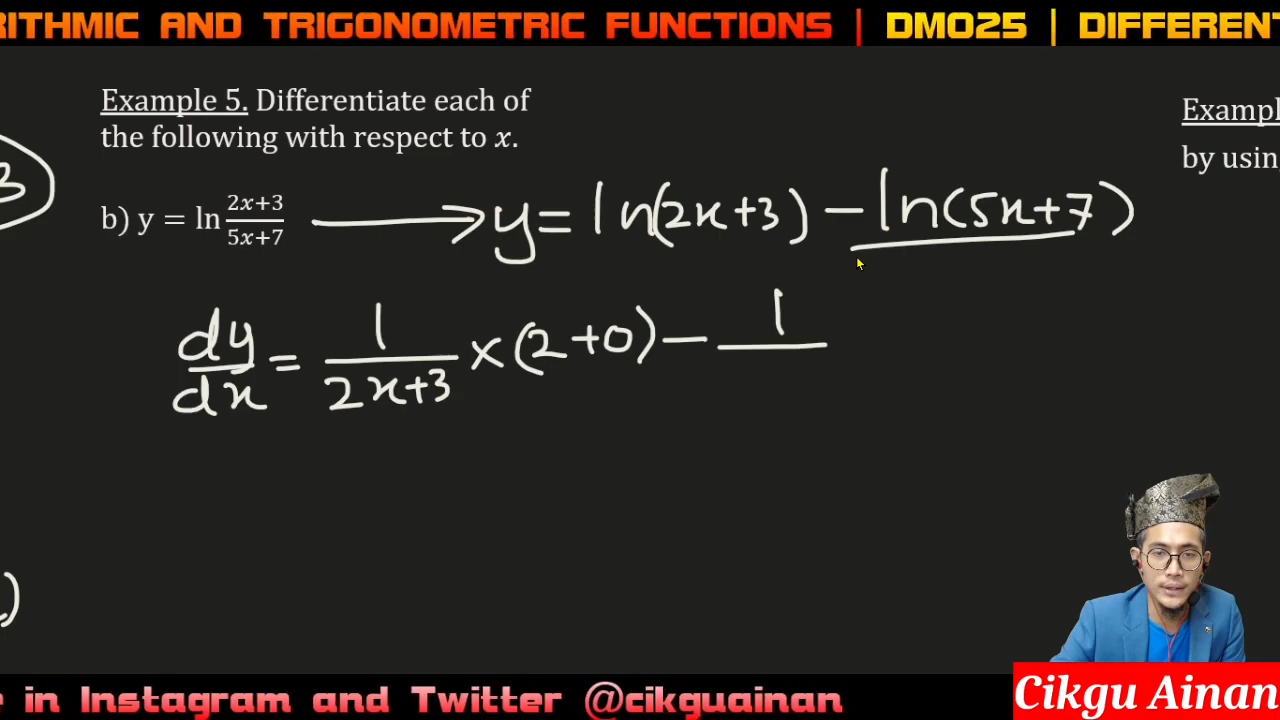 RITHMIC AND TRIGONOMETRIC FUNCTIONS | DM025 | DIFFERENT
Example 5. Differentiate each of
the following with respect to x.
b) y = ln (2x+3)/(5x+7) ⟶ y = ln(2x+3) − ln(5x+7)
dy/dx = 1/(2x+3) × (2+0) − 1/
3
)
Exampl
by usin
e in Instagram and Twitter @cikguainan
Cikgu Ainan